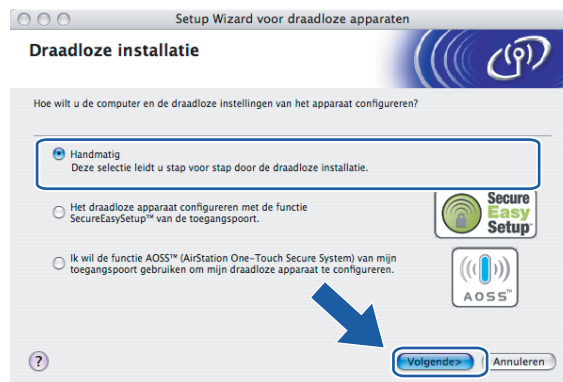 Setup Wizard voor draadloze apparaten
Draadloze installatie
Hoe wilt u de computer en de draadloze instellingen van het apparaat configureren?
Handmatig
Deze selectie leidt u stap voor stap door de draadloze installatie.
Het draadloze apparaat configureren met de functie
SecureEasySetup™ van de toegangspoort.
Secure
Easy
Setup™
Ik wil de functie AOSS™ (AirStation One-Touch Secure System) van mijn
toegangspoort gebruiken om mijn draadloze apparaat te configureren.
AOSS™
?
Volgende>
Annuleren